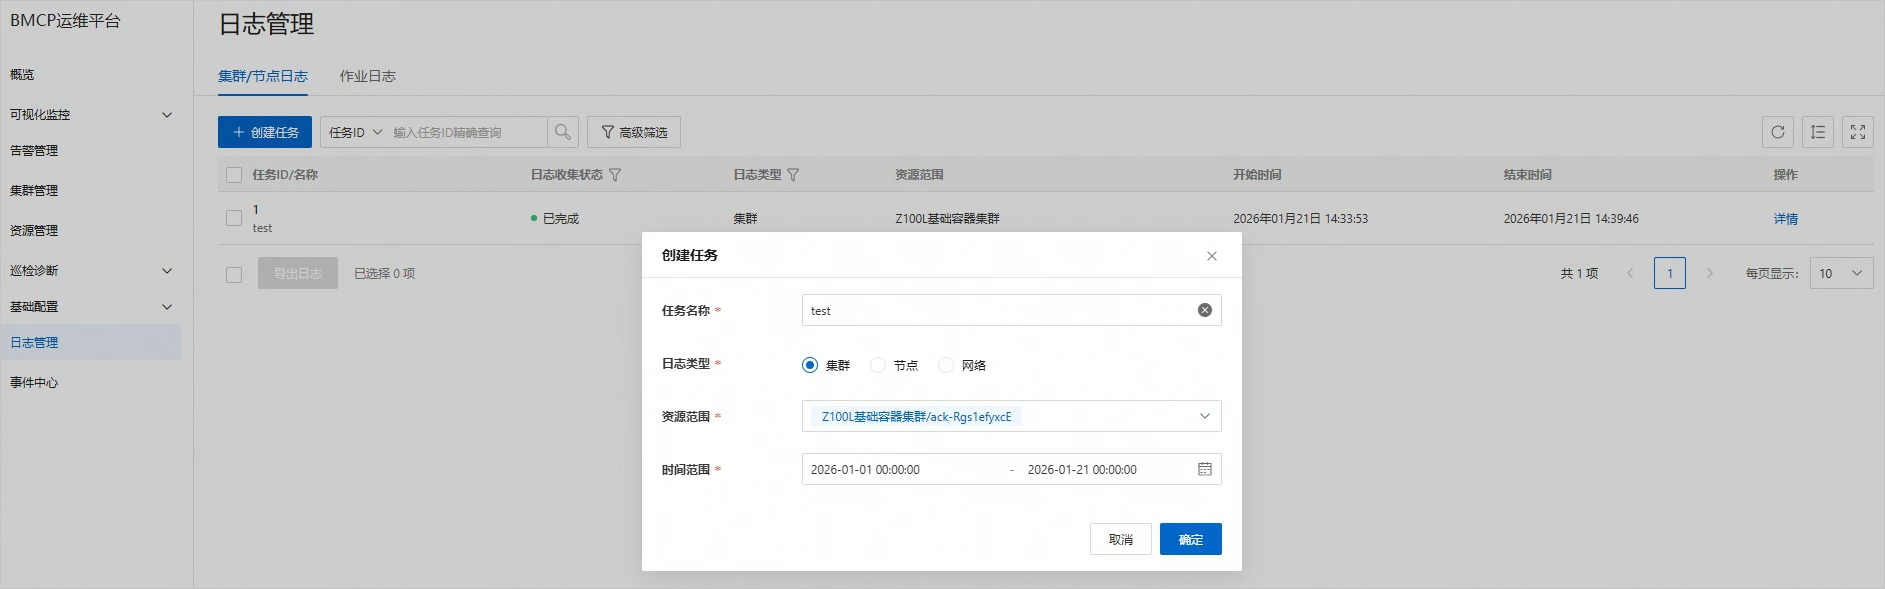 BMCP运维平台
概览
可视化监控
告警管理
集群管理
资源管理
巡检诊断
基础配置
日志管理
事件中心
日志管理
集群/节点日志 作业日志
+ 创建任务 任务ID 输入任务ID精确查询 高级筛选
任务ID/名称 日志收集状态 日志类型 资源范围 开始时间 结束时间 操作
1
test 已完成 集群 Z100L基础容器集群 2026年01月21日 14:33:53 2026年01月21日 14:39:46 详情
导出日志 已选择 0 项 共 1 项 1 每页显示: 10
创建任务
任务名称 * test
日志类型 * 集群 节点 网络
资源范围 * Z100L基础容器集群/ack-Rgs1efyxcE
时间范围 * 2026-01-01 00:00:00 - 2026-01-21 00:00:00
取消 确定